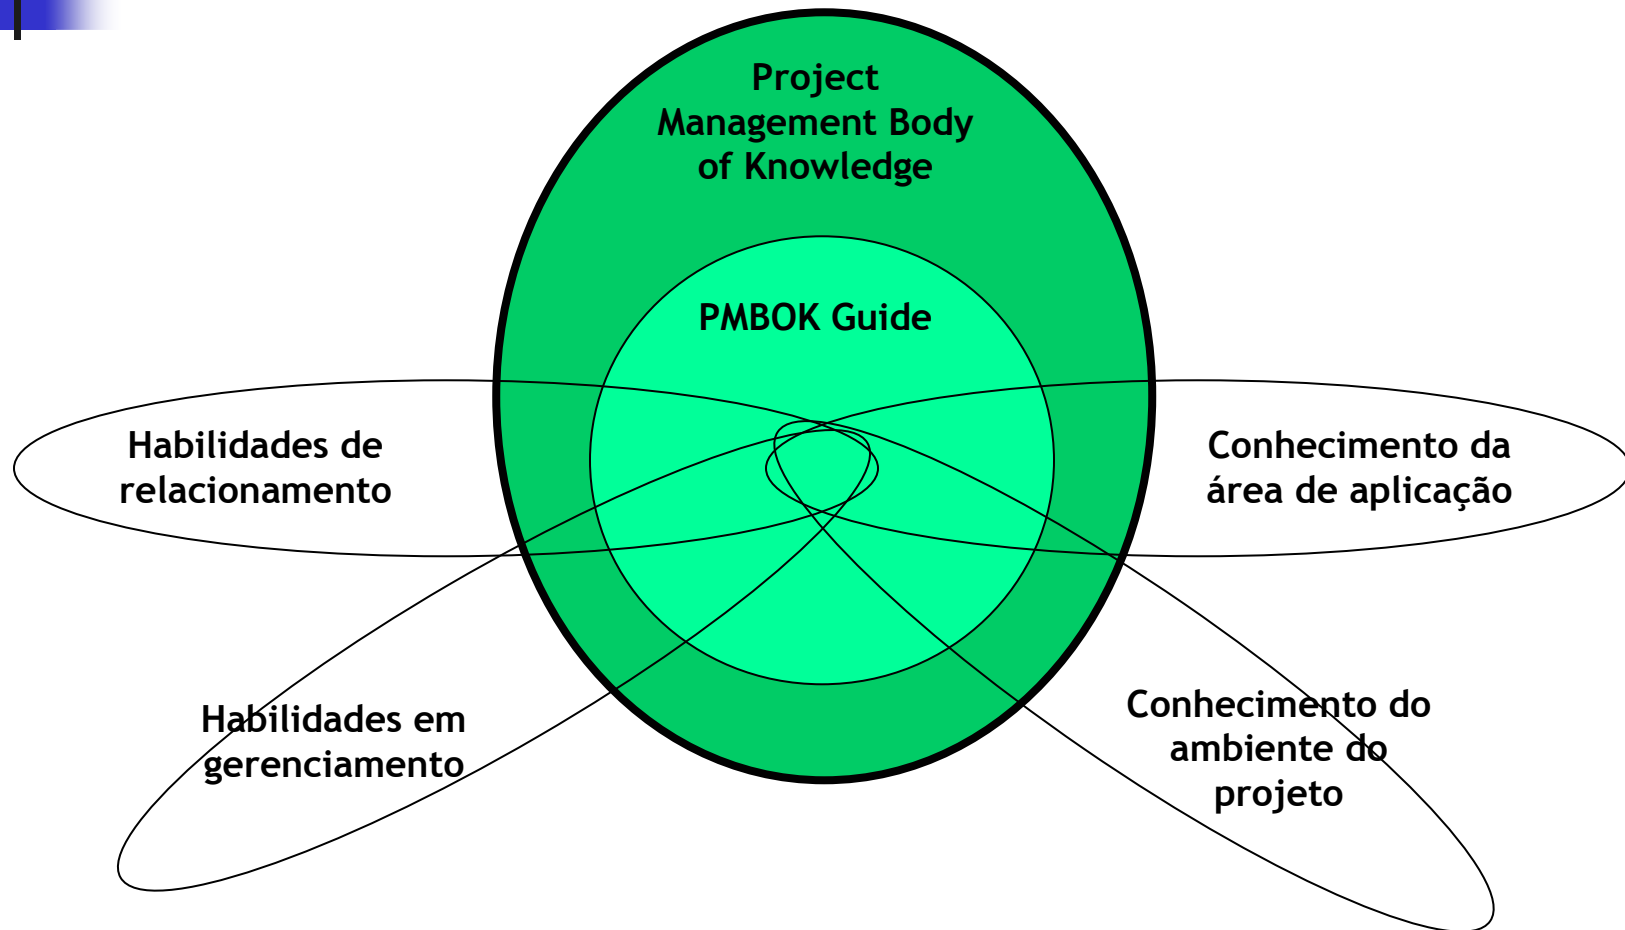 Project
Management Body
of Knowledge
PMBOK Guide
Habilidades de
relacionamento
Conhecimento da
área de aplicação
Habilidades em
gerenciamento
Conhecimento do
ambiente do
projeto